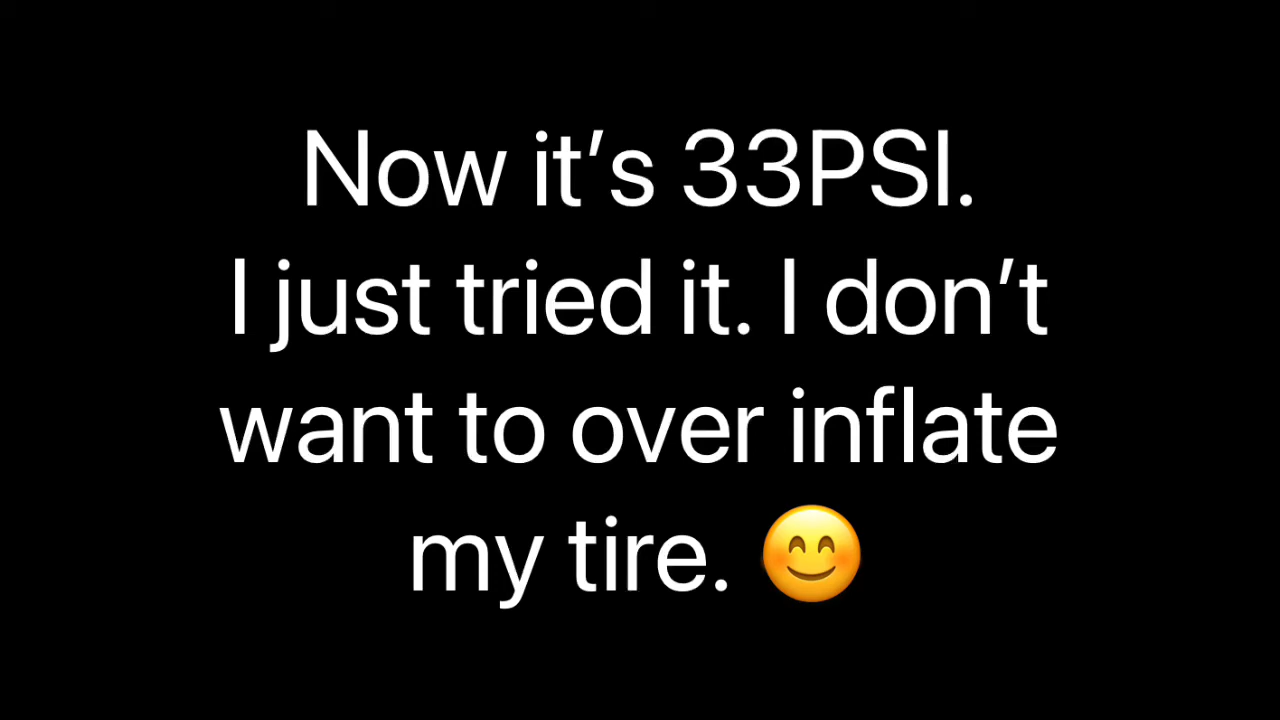 Now it’s 33PSI.
I just tried it. I don’t
want to over inflate
my tire. 😊